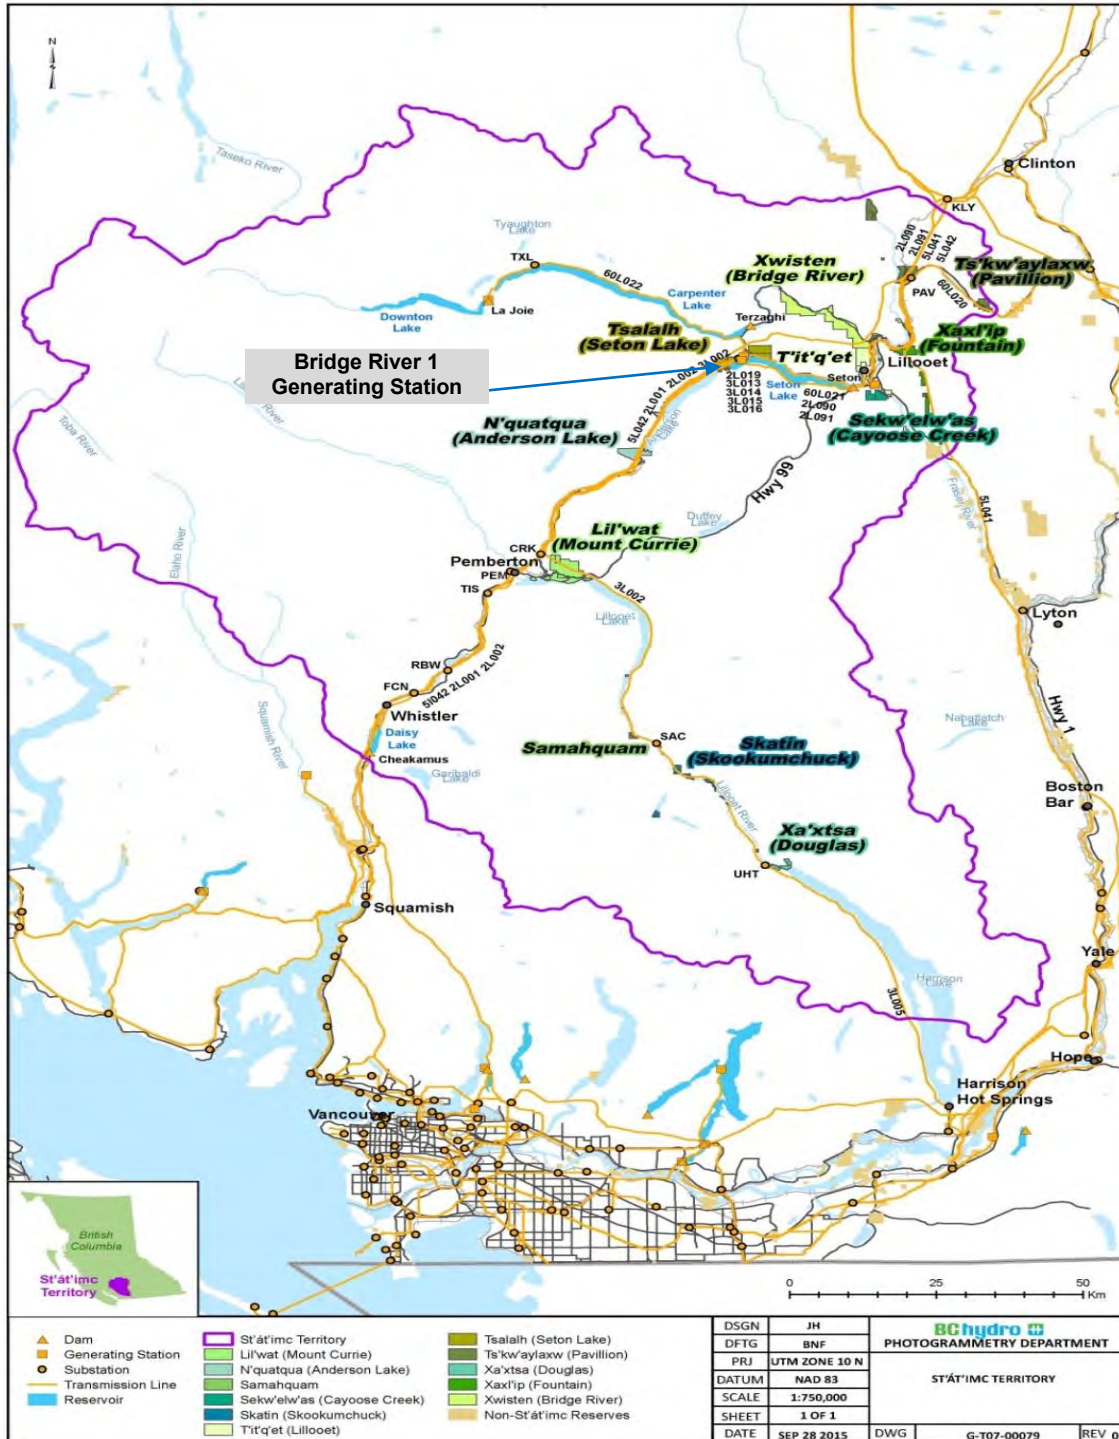 N
Taseko River
Clinton
KLY
Tyaughton
Lake
TXL
60L022
2L090
2L091
5L041
5L042
Ts'kw'aylaxw
(Pavillion)
Xwisten
(Bridge River)
PAV
60L020
Carpenter
Lake
La Joie
Downton
Lake
Terzaghi
Tsalalh
(Seton Lake)
Xaxl'ip
(Fountain)
T'it'q'et
Lillooet
Bridge River 1
Generating Station
5L042 2L001 2L002 3L002
2L019
3L013
3L014
3L015
3L016
Seton
Lake
Seton
60L021
2L090
2L091
Toba River
N'quatqua
(Anderson Lake)
Anderson
Lake
Sekw'elw'as
(Cayoose Creek)
Hwy 99
Fraser River
5L041
Duffey
Lake
Elaho River
Lil'wat
(Mount Currie)
CRK
Pemberton
PEM
TIS
3L002
Lillooet
Lake
Lyton
RBW
5l042 2L001 2L002
FCN
Whistler
Squamish River
Daisy
Lake
Cheakamus
Garibaldi
Lake
Nahatlatch
Lake
Hwy 1
Samahquam
SAC
Skatin
(Skookumchuck)
Lillooet River
Boston
Bar
Xa'xtsa
(Douglas)
UHT
Squamish
Yale
Harrison
Lake
3L005
Hope
Harrison
Hot Springs
Vancouver
British
Columbia
St'át'imc
Territory
0 25 50
Km
Dam
Generating Station
Substation
Transmission Line
Reservoir
St'át'imc Territory
Lil'wat (Mount Currie)
N'quatqua (Anderson Lake)
Samahquam
Sekw'elw'as (Cayoose Creek)
Skatin (Skookumchuck)
T'it'q'et (Lillooet)
Tsalalh (Seton Lake)
Ts'kw'aylaxw (Pavillion)
Xa'xtsa (Douglas)
Xaxl'ip (Fountain)
Xwisten (Bridge River)
Non-St'át'imc Reserves
DSGN JH
DFTG BNF
PRJ UTM ZONE 10 N
DATUM NAD 83
SCALE 1:750,000
SHEET 1 OF 1
DATE SEP 28 2015
BC hydro
PHOTOGRAMMETRY DEPARTMENT
ST'ÁT'IMC TERRITORY
DWG G-T07-00079 REV 0